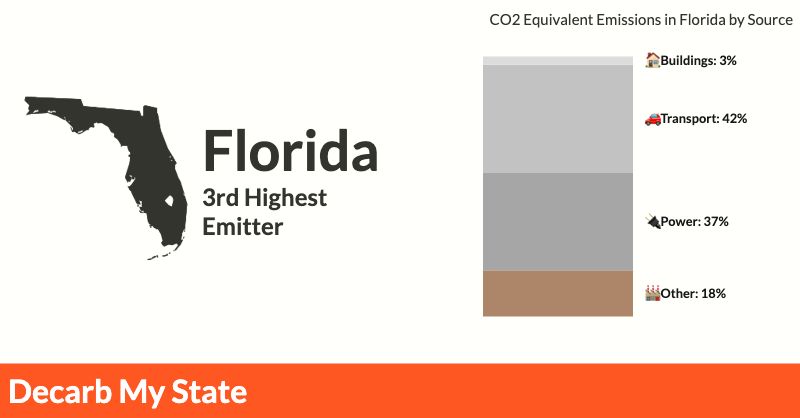 CO2 Equivalent Emissions in Florida by Source
Buildings: 3%
Transport: 42%
Florida
3rd Highest
Emitter
Power: 37%
Other: 18%
Decarb My State